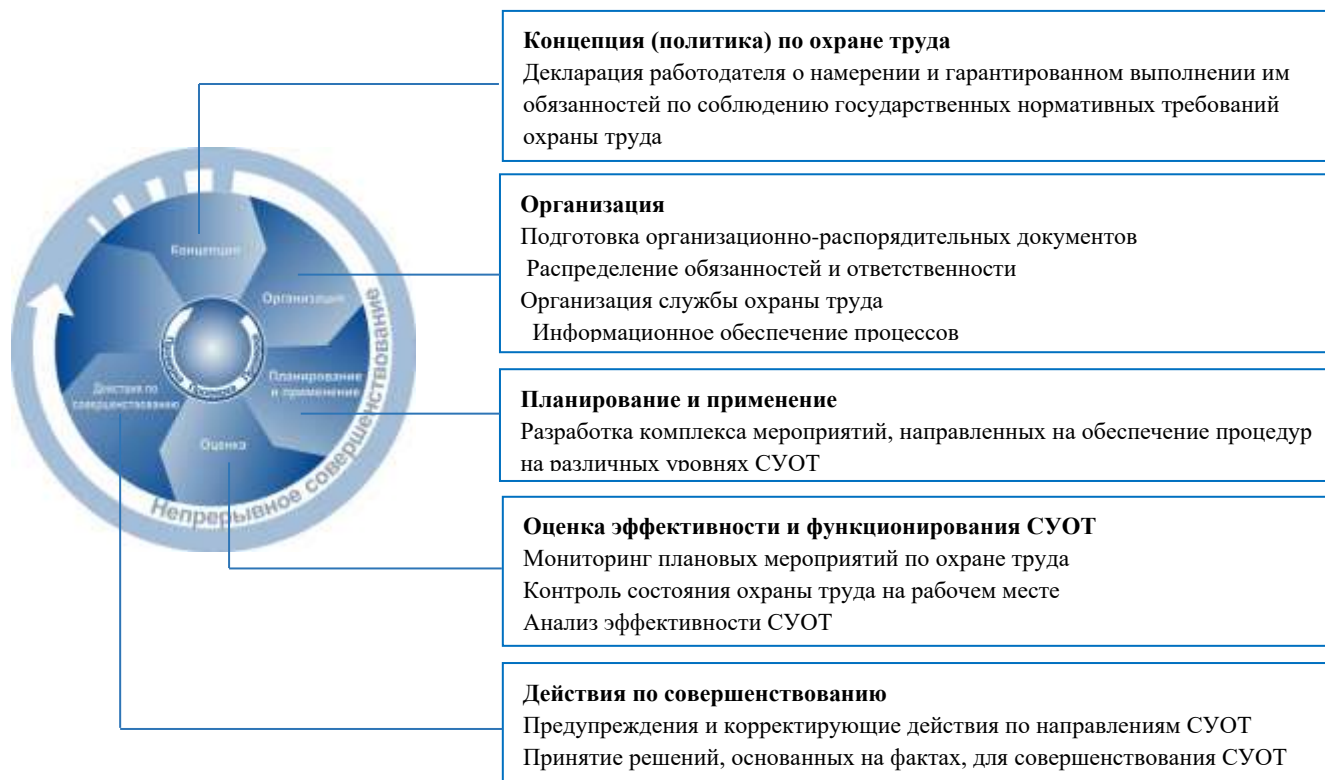 Концепция (политика) по охране труда
Декларация работодателя о намерении и гарантированном выполнении им
обязанностей по соблюдению государственных нормативных требований
охраны труда
Организация
Подготовка организационно-распорядительных документов
Распределение обязанностей и ответственности
Организация службы охраны труда
Информационное обеспечение процессов
Планирование и применение
Разработка комплекса мероприятий, направленных на обеспечение процедур
на различных уровнях СУОТ
Оценка эффективности и функционирования СУОТ
Мониторинг плановых мероприятий по охране труда
Контроль состояния охраны труда на рабочем месте
Анализ эффективности СУОТ
Действия по совершенствованию
Предупреждения и корректирующие действия по направлениям СУОТ
Принятие решений, основанных на фактах, для совершенствования СУОТ
Концепция
Организация
Планирование
и применение
Оценка
Действия по
совершенствованию
Непрерывное совершенствование